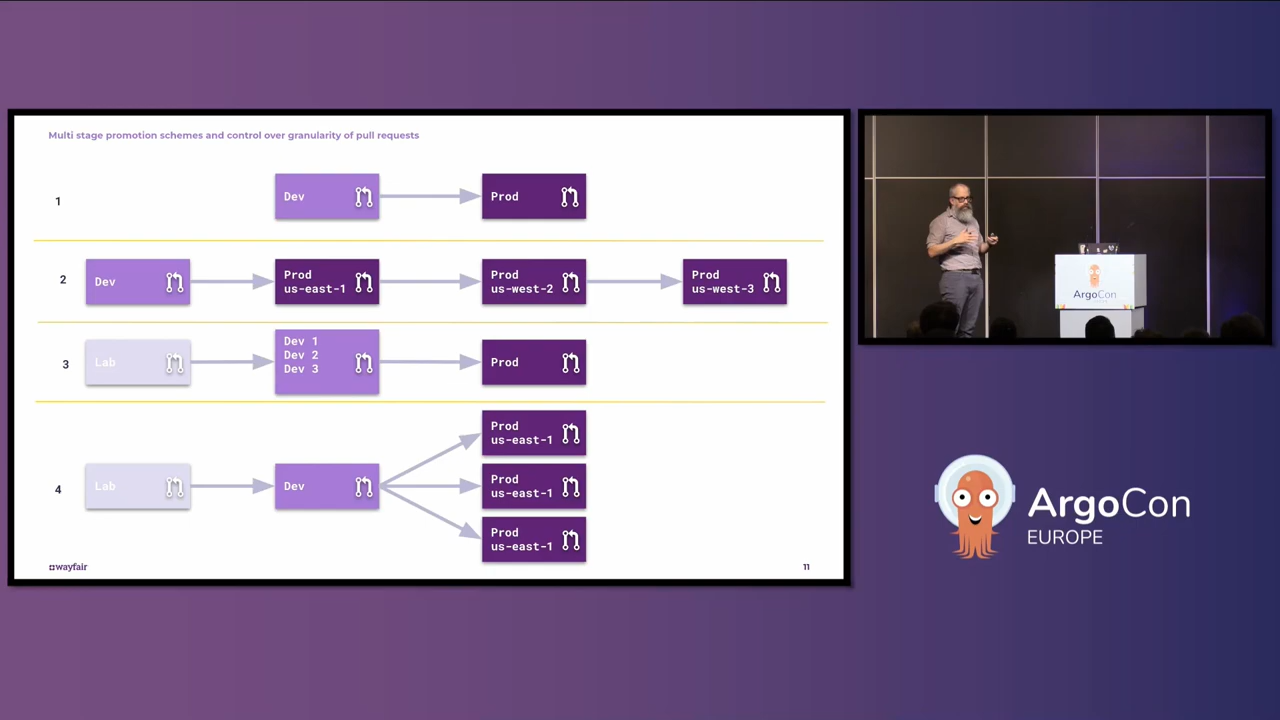 Multi stage promotion schemes and control over granularity of pull requests
1
Dev
Prod
2
Dev
Prod
us-east-1
Prod
us-west-2
Prod
us-west-3
3
Lab
Dev 1
Dev 2
Dev 3
Prod
4
Lab
Dev
Prod
us-east-1
Prod
us-east-1
Prod
us-east-1
wayfair
11
ArgoCon
ArgoCon
EUROPE